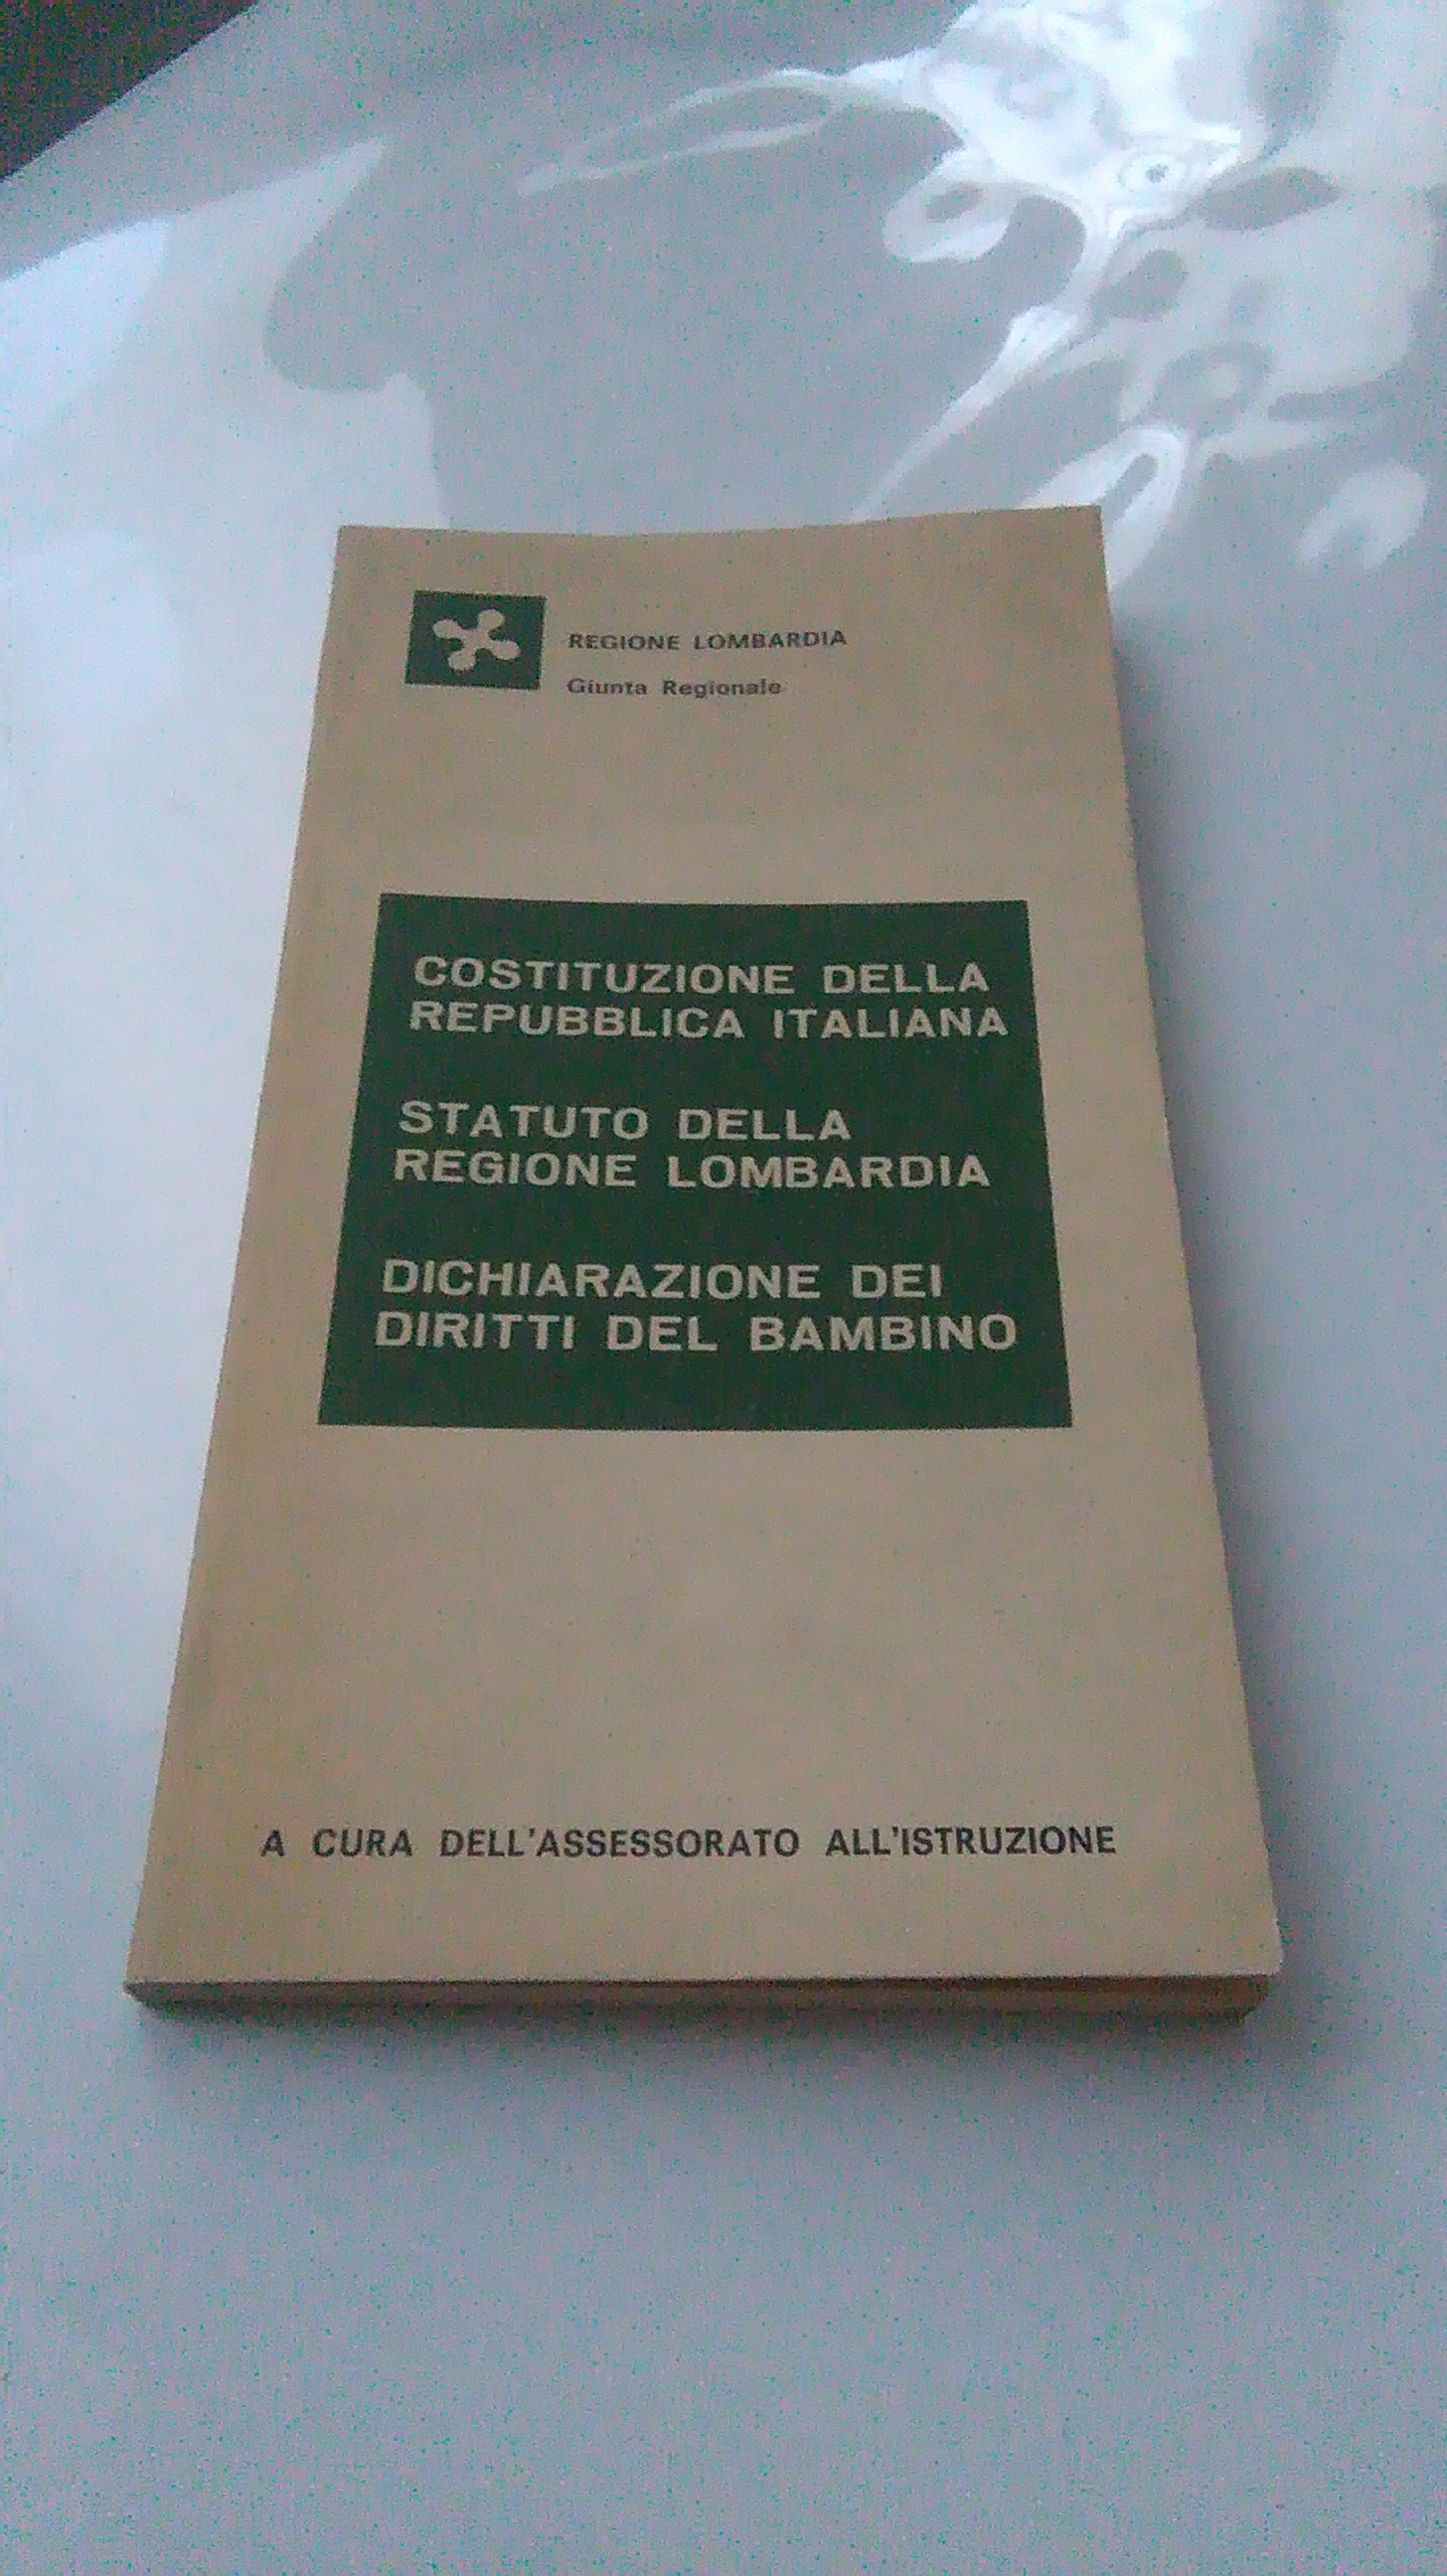 REGIONE LOMBARDIA
Giunta Regionale
COSTITUZIONE DELLA
REPUBBLICA ITALIANA
STATUTO DELLA
REGIONE LOMBARDIA
DICHIARAZIONE DEI
DIRITTI DEL BAMBINO
A CURA DELL'ASSESSORATO ALL'ISTRUZIONE